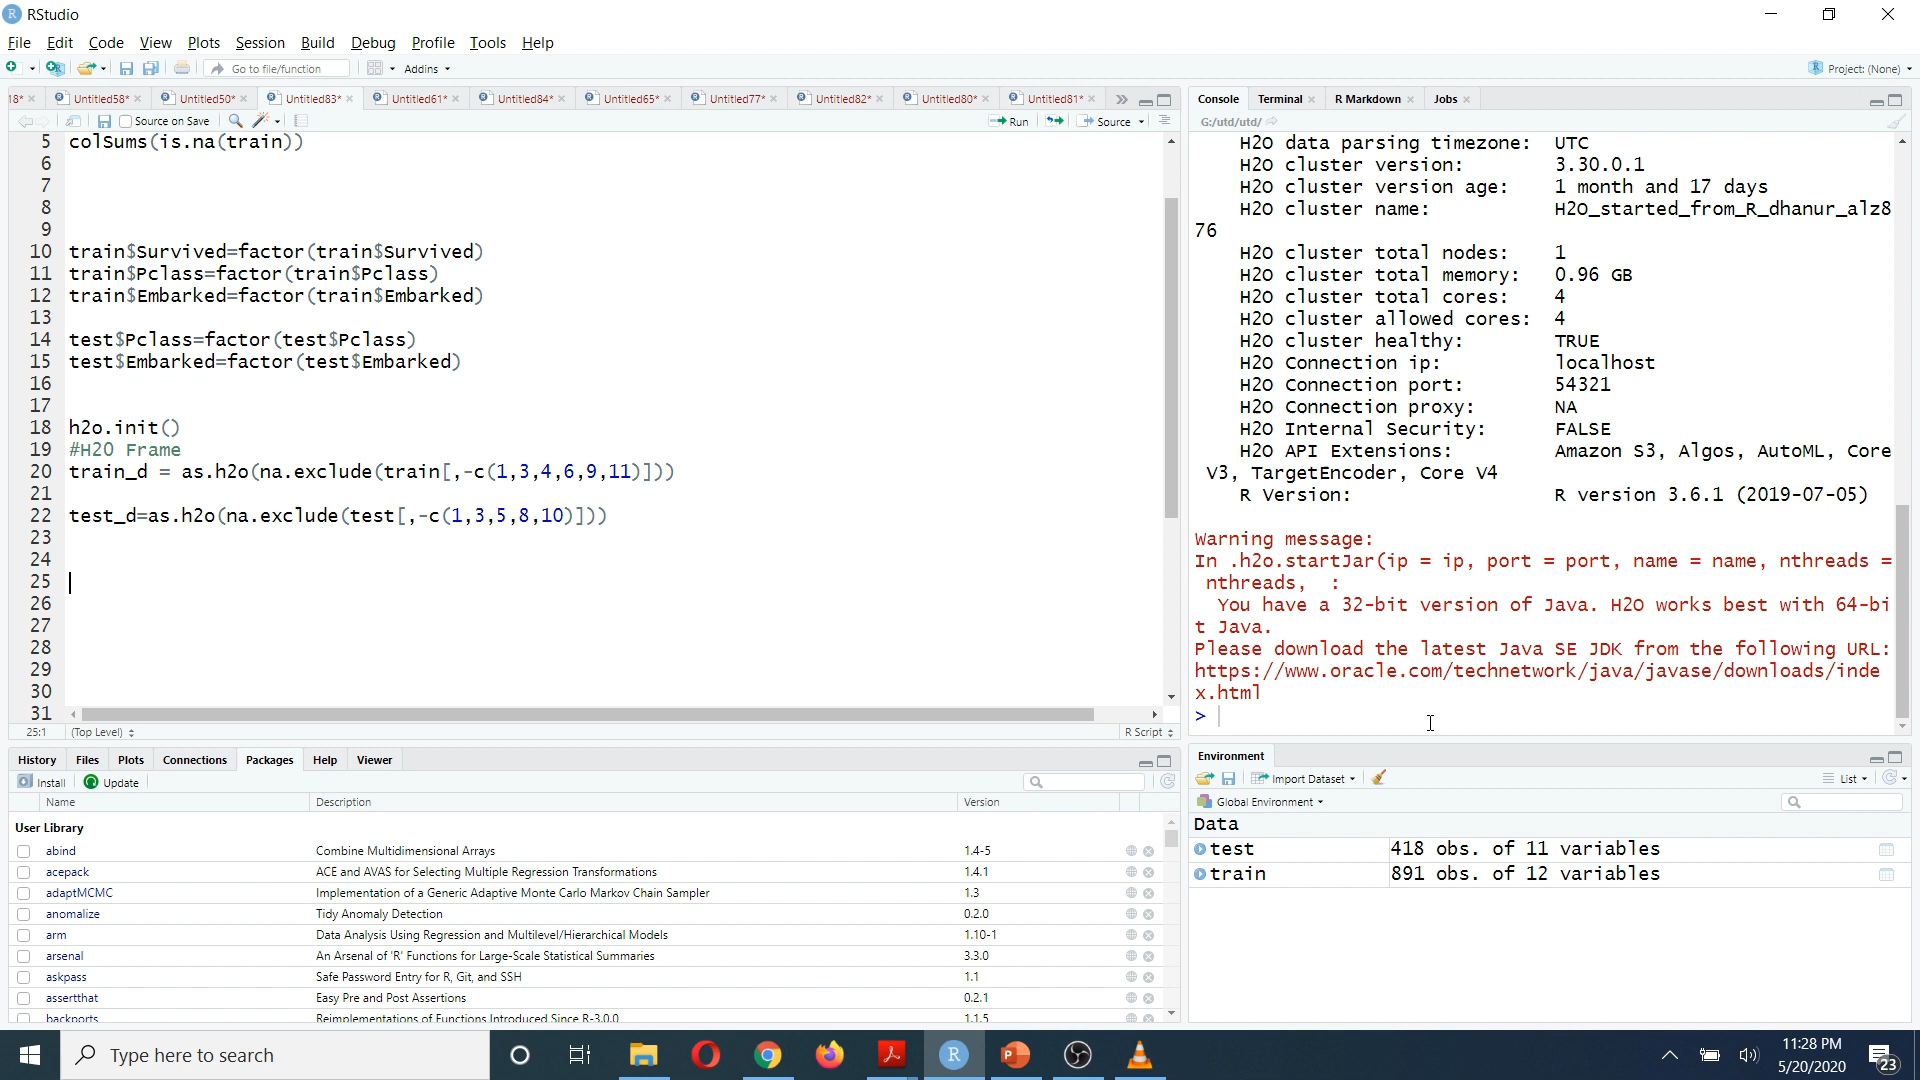 RStudio
File Edit Code View Plots Session Build Debug Profile Tools Help
Go to file/function Addins Project: (None)
18* Untitled58* Untitled50* Untitled83* Untitled61* Untitled84* Untitled65* Untitled77* Untitled82* Untitled80* Untitled81*
Source on Save Run Source
5 colSums(is.na(train))
6
7
8
9
10 train$Survived=factor(train$Survived)
11 train$Pclass=factor(train$Pclass)
12 train$Embarked=factor(train$Embarked)
13
14 test$Pclass=factor(test$Pclass)
15 test$Embarked=factor(test$Embarked)
16
17
18 h2o.init()
19 #H2O Frame
20 train_d = as.h2o(na.exclude(train[,-c(1,3,4,6,9,11)]))
21
22 test_d=as.h2o(na.exclude(test[,-c(1,3,5,8,10)]))
23
24
25
26
27
28
29
30
31
25:1 (Top Level) R Script
Console Terminal R Markdown Jobs
G:/utd/utd/
H2O data parsing timezone: UTC
H2O cluster version: 3.30.0.1
H2O cluster version age: 1 month and 17 days
H2O cluster name: H2O_started_from_R_dhanur_alz8
76
H2O cluster total nodes: 1
H2O cluster total memory: 0.96 GB
H2O cluster total cores: 4
H2O cluster allowed cores: 4
H2O cluster healthy: TRUE
H2O Connection ip: localhost
H2O Connection port: 54321
H2O Connection proxy: NA
H2O Internal Security: FALSE
H2O API Extensions: Amazon S3, Algos, AutoML, Core
V3, TargetEncoder, Core V4
R Version: R version 3.6.1 (2019-07-05)
Warning message:
In .h2o.startJar(ip = ip, port = port, name = name, nthreads =
nthreads, :
You have a 32-bit version of Java. H2O works best with 64-bi
t Java.
Please download the latest Java SE JDK from the following URL:
https://www.oracle.com/technetwork/java/javase/downloads/inde
x.html
>
History Files Plots Connections Packages Help Viewer
Install Update
Name Description Version
User Library
abind Combine Multidimensional Arrays 1.4-5
acepack ACE and AVAS for Selecting Multiple Regression Transformations 1.4.1
adaptMCMC Implementation of a Generic Adaptive Monte Carlo Markov Chain Sampler 1.3
anomalize Tidy Anomaly Detection 0.2.0
arm Data Analysis Using Regression and Multilevel/Hierarchical Models 1.10-1
arsenal An Arsenal of 'R' Functions for Large-Scale Statistical Summaries 3.3.0
askpass Safe Password Entry for R, Git, and SSH 1.1
assertthat Easy Pre and Post Assertions 0.2.1
backports Reimplementations of Functions Introduced Since R-3.0.0 1.1.5
Environment
Import Dataset List
Global Environment
Data
test 418 obs. of 11 variables
train 891 obs. of 12 variables
Type here to search
11:28 PM
5/20/2020
23